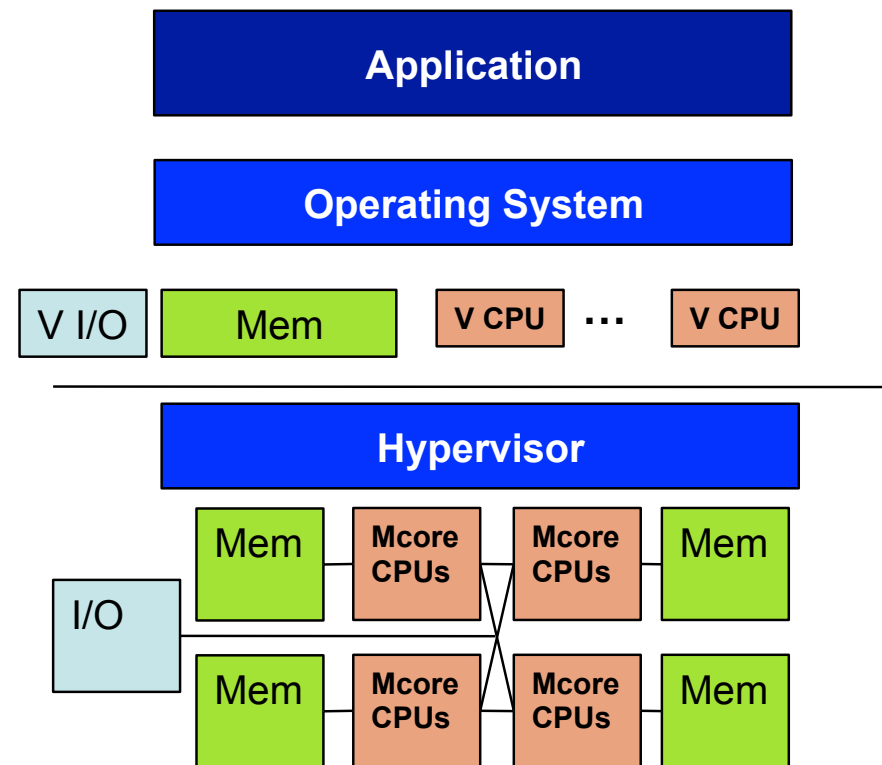 Application
Operating System
V I/O Mem V CPU ... V CPU
Hypervisor
Mem Mcore CPUs Mcore CPUs Mem
I/O
Mem Mcore CPUs Mcore CPUs Mem